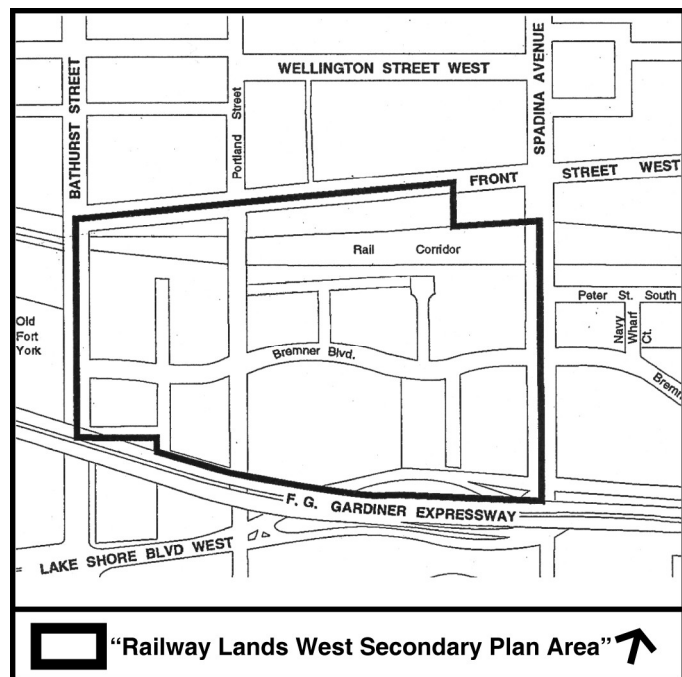 WELLINGTON STREET WEST
BATHURST STREET
Portland Street
SPADINA AVENUE
FRONT STREET WEST
Rail Corridor
Peter St. South
Navy Wharf Ct.
Old
Fort
York
Bremner Blvd.
Bremn
F. G. GARDINER EXPRESSWAY
LAKE SHORE BLVD WEST
"Railway Lands West Secondary Plan Area"